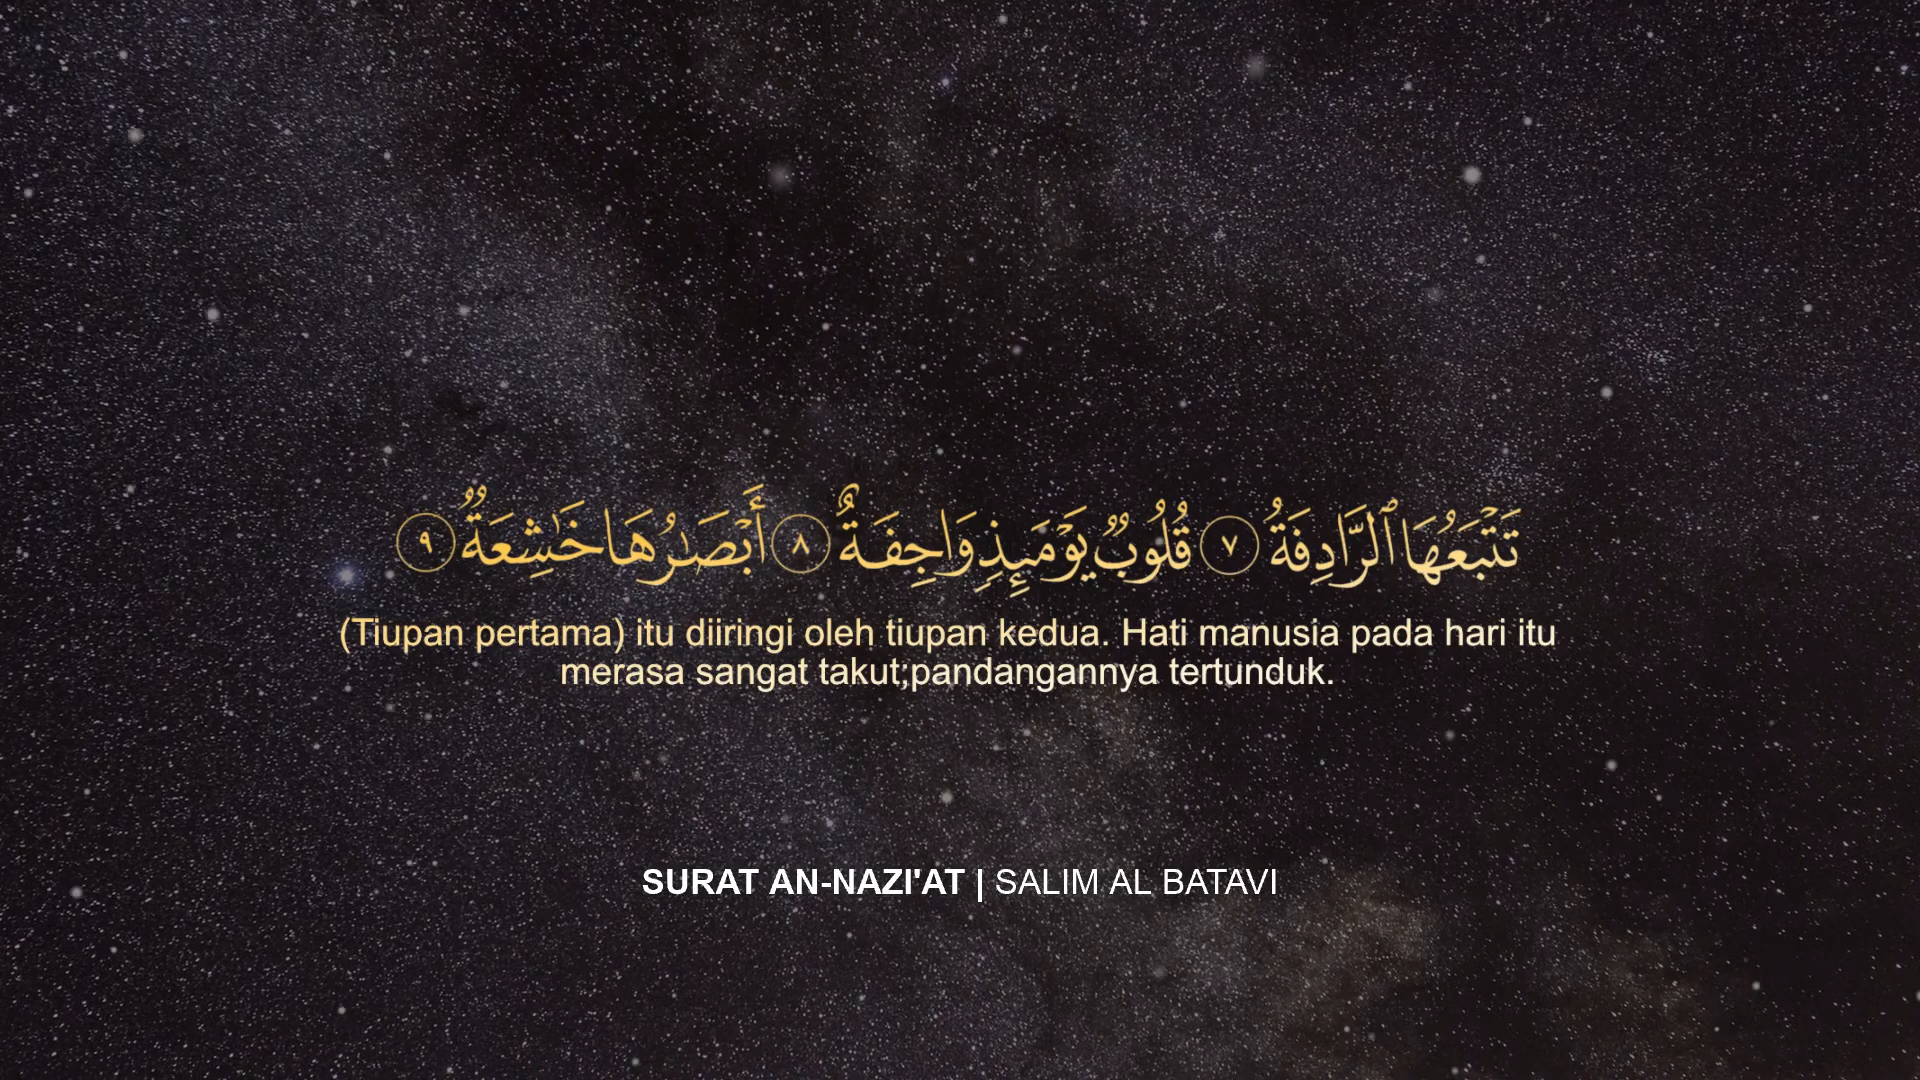 تَتْبَعُهَا ٱلرَّادِفَةُ ٧ قُلُوبٌ يَوْمَئِذٍ وَاجِفَةٌ ٨ أَبْصَٰرُهَا خَٰشِعَةٌ ٩
(Tiupan pertama) itu diiringi oleh tiupan kedua. Hati manusia pada hari itu
merasa sangat takut;pandangannya tertunduk.
SURAT AN-NAZI'AT | SALIM AL BATAVI